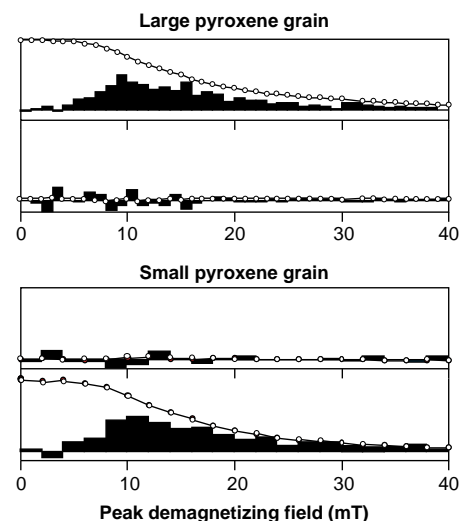 Large pyroxene grain
0 10 20 30 40
Small pyroxene grain
0 10 20 30 40
Peak demagnetizing field (mT)